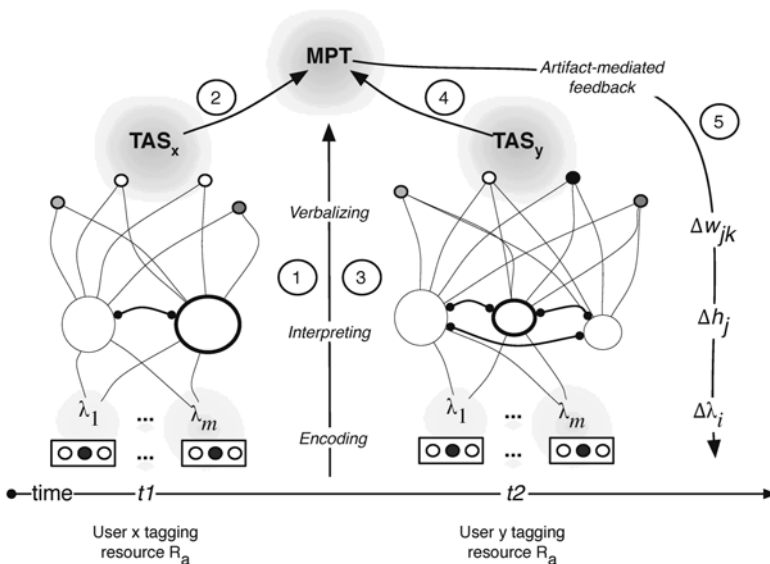 MPT
Artifact-mediated
feedback
2
4
5
TASx
TASy
Verbalizing
Δwjk
1
3
Interpreting
Δhj
λ1
...
λm
λ1
...
λm
Δλi
Encoding
...
...
time
t1
t2
User x tagging
resource Ra
User y tagging
resource Ra